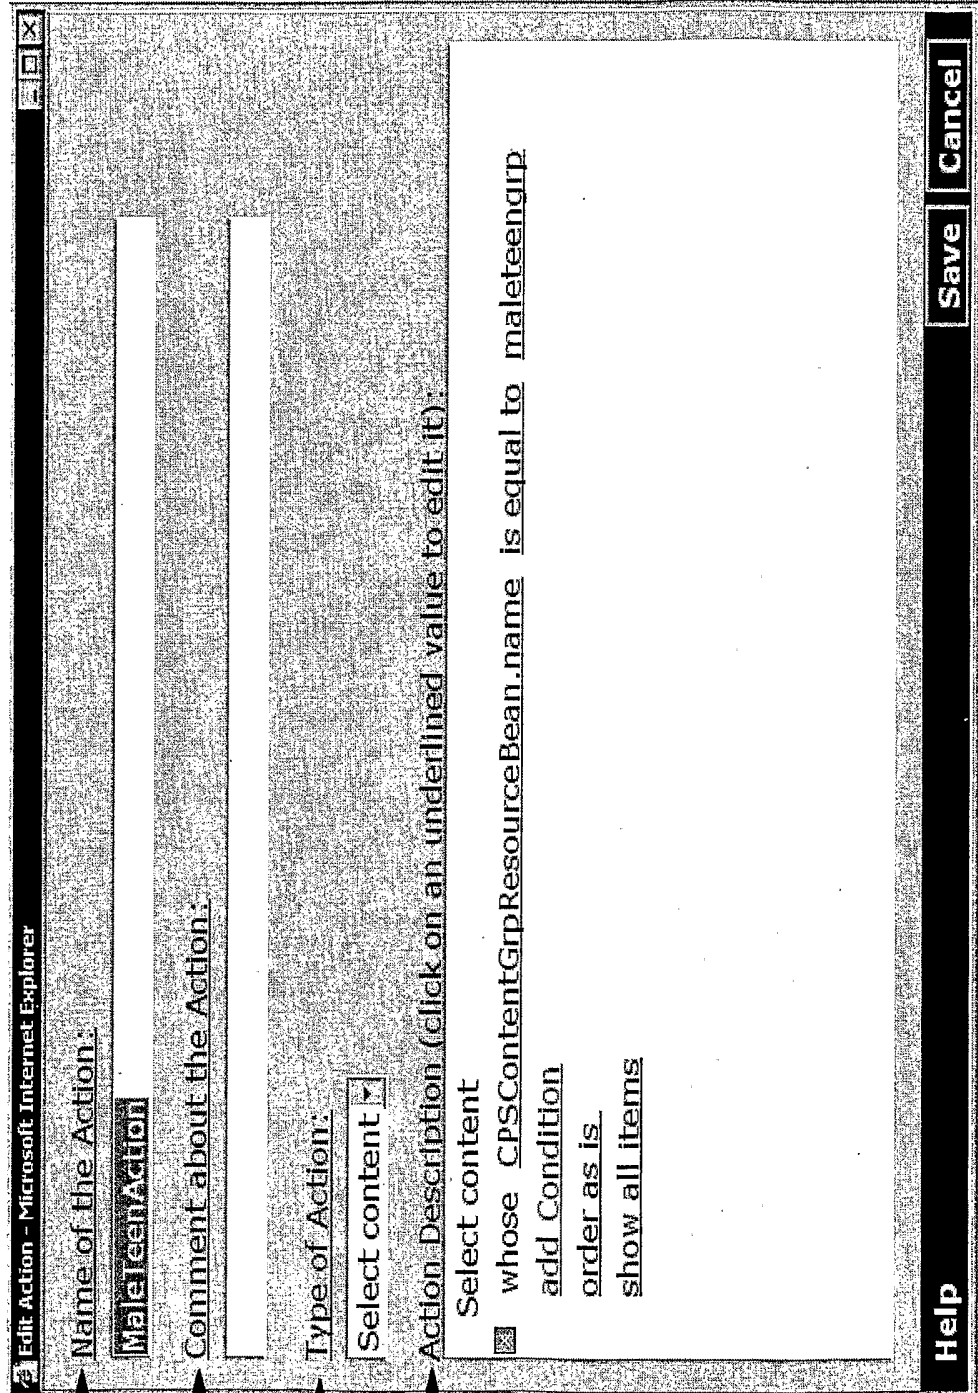 Edit Action - Microsoft Internet Explorer
Name of the Action:
MaleTeenAction
Comment about the Action:
Type of Action:
Select content
Action Description (click on an underlined value to edit it):
Select content
whose CPSContentGrpResourceBean.name is equal to maleteengrp
add Condition
order as is
show all items
Help Save Cancel